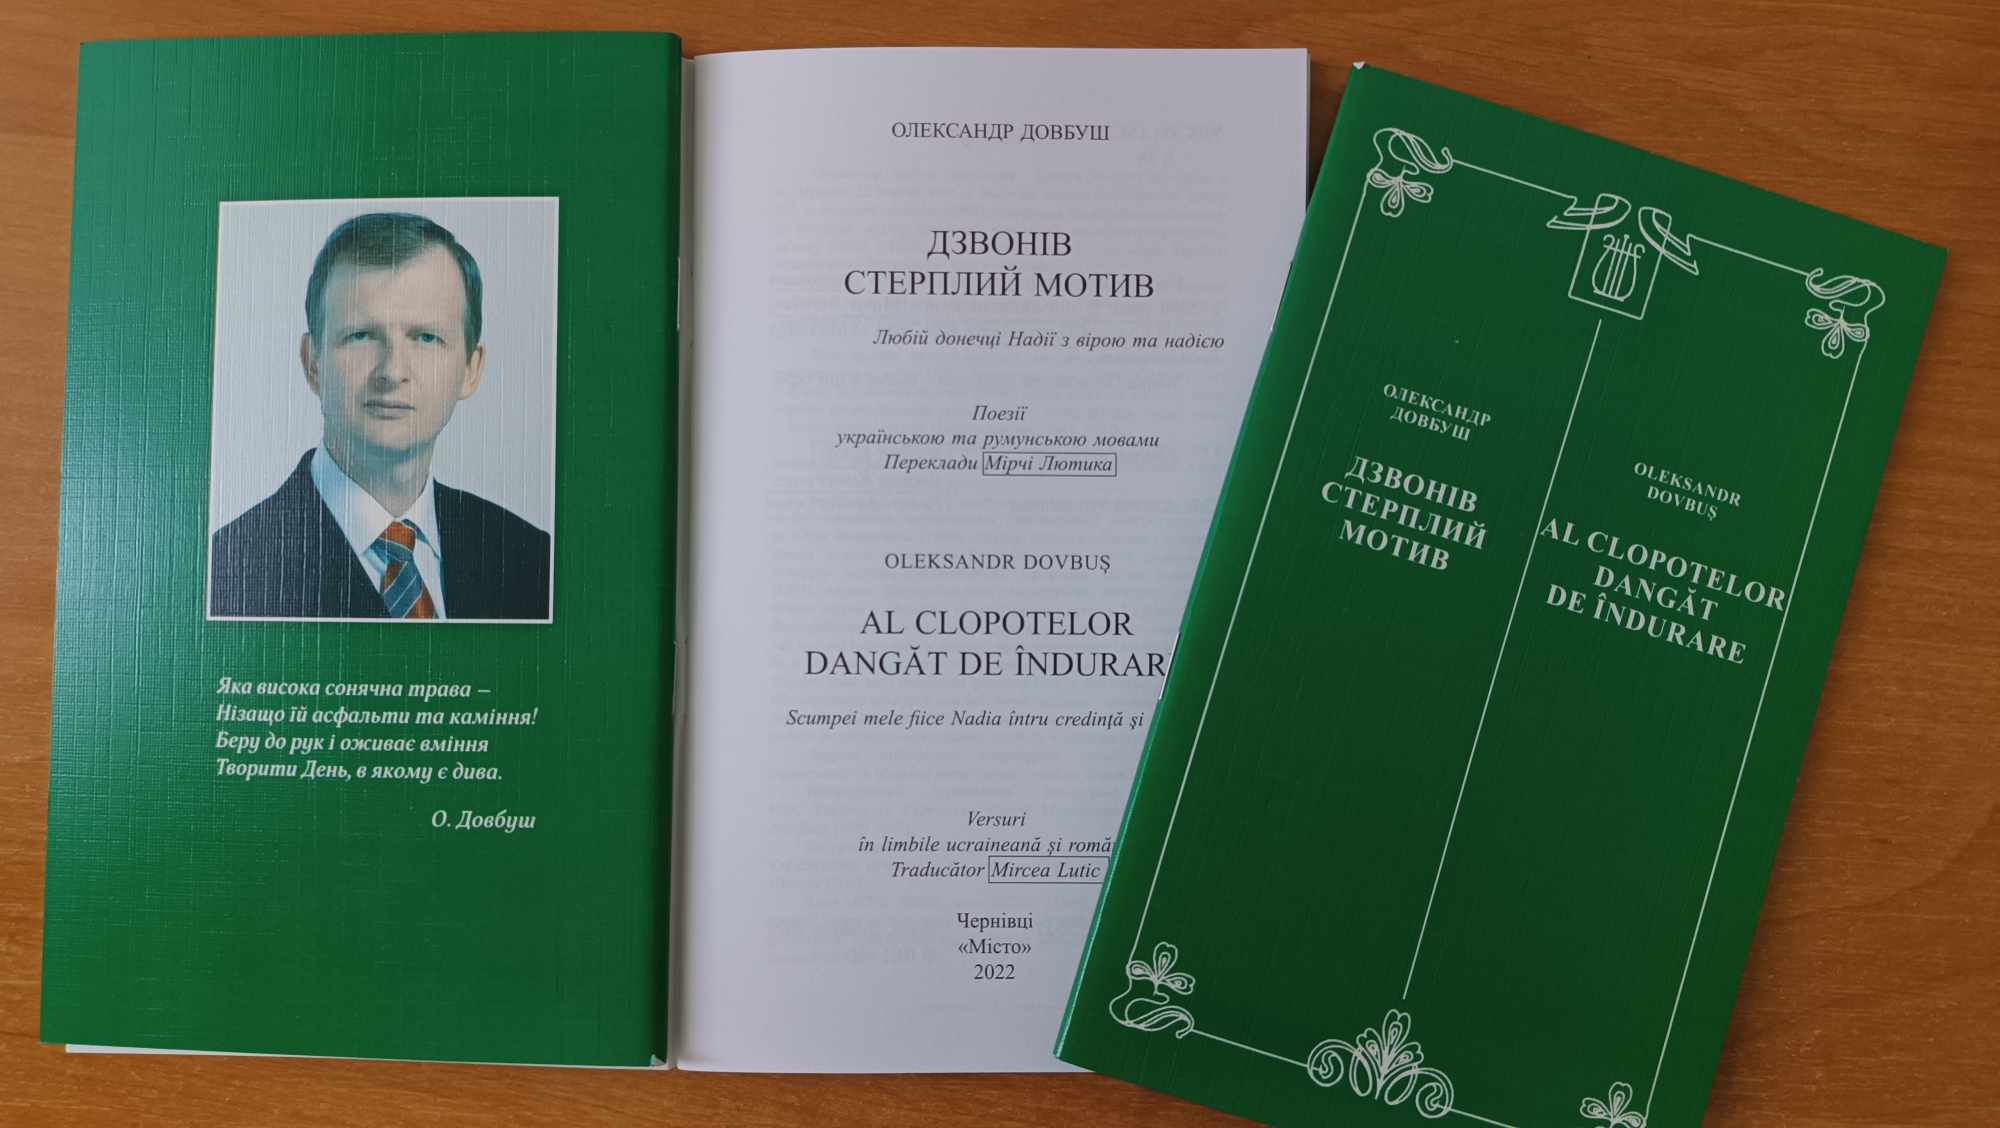 Яка висока сонячна трава –
Нізащо їй асфальти та каміння!
Беру до рук і оживає вміння
Творити День, в якому є дива.
О. Довбуш
ОЛЕКСАНДР ДОВБУШ
ДЗВОНІВ
СТЕРПЛИЙ МОТИВ
Любій донечці Надії з вірою та надією
Поезії
українською та румунською мовами
Переклади Мірчі Лютика
OLEKSANDR DOVBUŞ
AL CLOPOTELOR
DANGĂT DE ÎNDURAR
Scumpei mele fiice Nadia întru credinţă şi
Versuri
în limbile ucraineană şi româ
Traducător Mircea Lutic
Чернівці
«Місто»
2022
ОЛЕКСАНДР
ДОВБУШ
ДЗВОНІВ
СТЕРПЛИЙ
МОТИВ
OLEKSANDR
DOVBUŞ
AL CLOPOTELOR
DANGĂT
DE ÎNDURARE